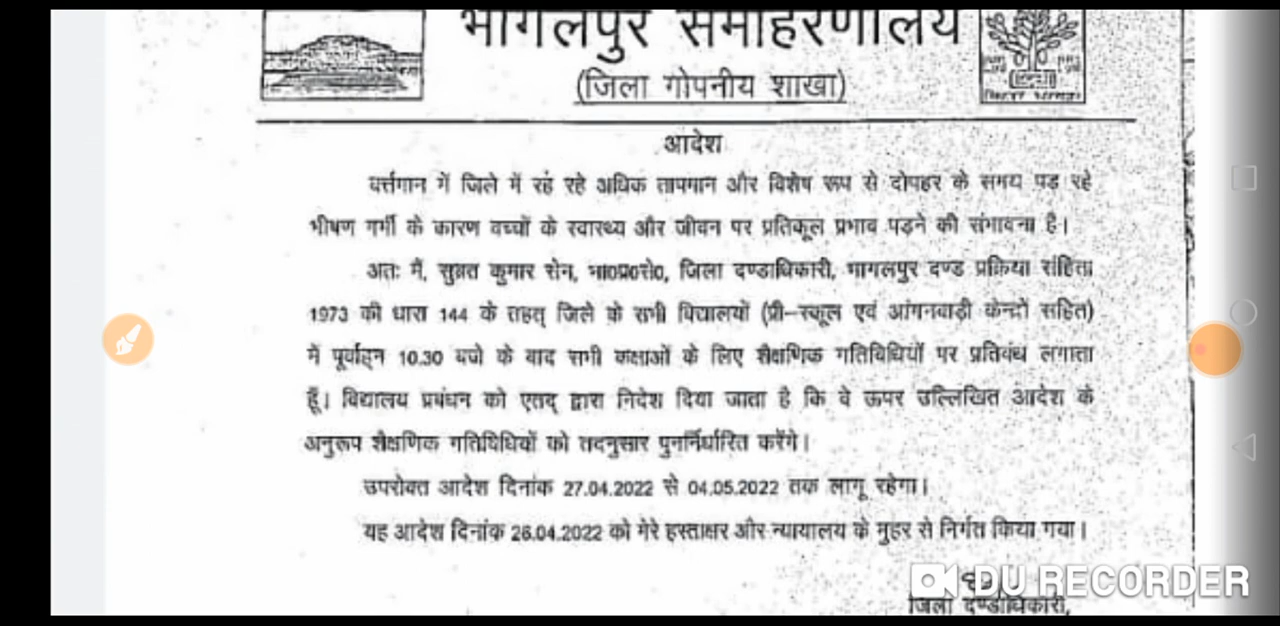 भागलपुर समाहरणालय
(जिला गोपनीय शाखा)
आदेश
वर्त्तमान में जिले में रह रहे अधिक तापमान और विशेष रूप से दोपहर के समय पड़ रहे
भीषण गर्मी के कारण बच्चों के स्वास्थ्य और जीवन पर प्रतिकूल प्रभाव पड़ने की संभावना है।
अतः मैं, सुब्रत कुमार सेन, भा०प्र०से०, जिला दण्डाधिकारी, भागलपुर दण्ड प्रक्रिया संहिता
1973 की धारा 144 के तहत् जिले के सभी विद्यालयों (प्री-स्कूल एवं आंगनवाड़ी केन्दों सहित)
में पूर्वाह्न 10.30 बजे के बाद सभी कक्षाओं के लिए शैक्षणिक गतिविधियों पर प्रतिबंध लगाता
हूँ। विद्यालय प्रबंधन को एतद् द्वारा निदेश दिया जाता है कि वे ऊपर उल्लिखित आदेश के
अनुरूप शैक्षणिक गतिविधियों को तदनुसार पुनर्निर्धारित करेंगे।
उपरोक्त आदेश दिनांक 27.04.2022 से 04.05.2022 तक लागू रहेगा।
यह आदेश दिनांक 26.04.2022 को मेरे हस्ताक्षर और न्यायालय के मुहर से निर्गत किया गया।
DU RECORDER
जिला दण्डाधिकारी,